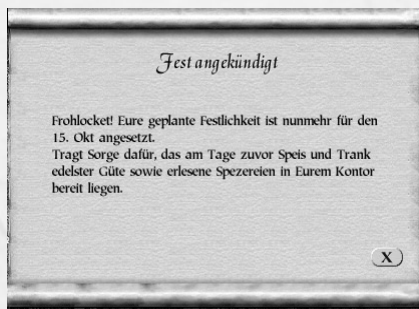 Fest angekündigt
Frohlocket! Eure geplante Festlichkeit ist nunmehr für den
15. Okt angesetzt.
Tragt Sorge dafür, das am Tage zuvor Speis und Trank
edelster Güte sowie erlesene Spezereien in Eurem Kontor
bereit liegen.
X